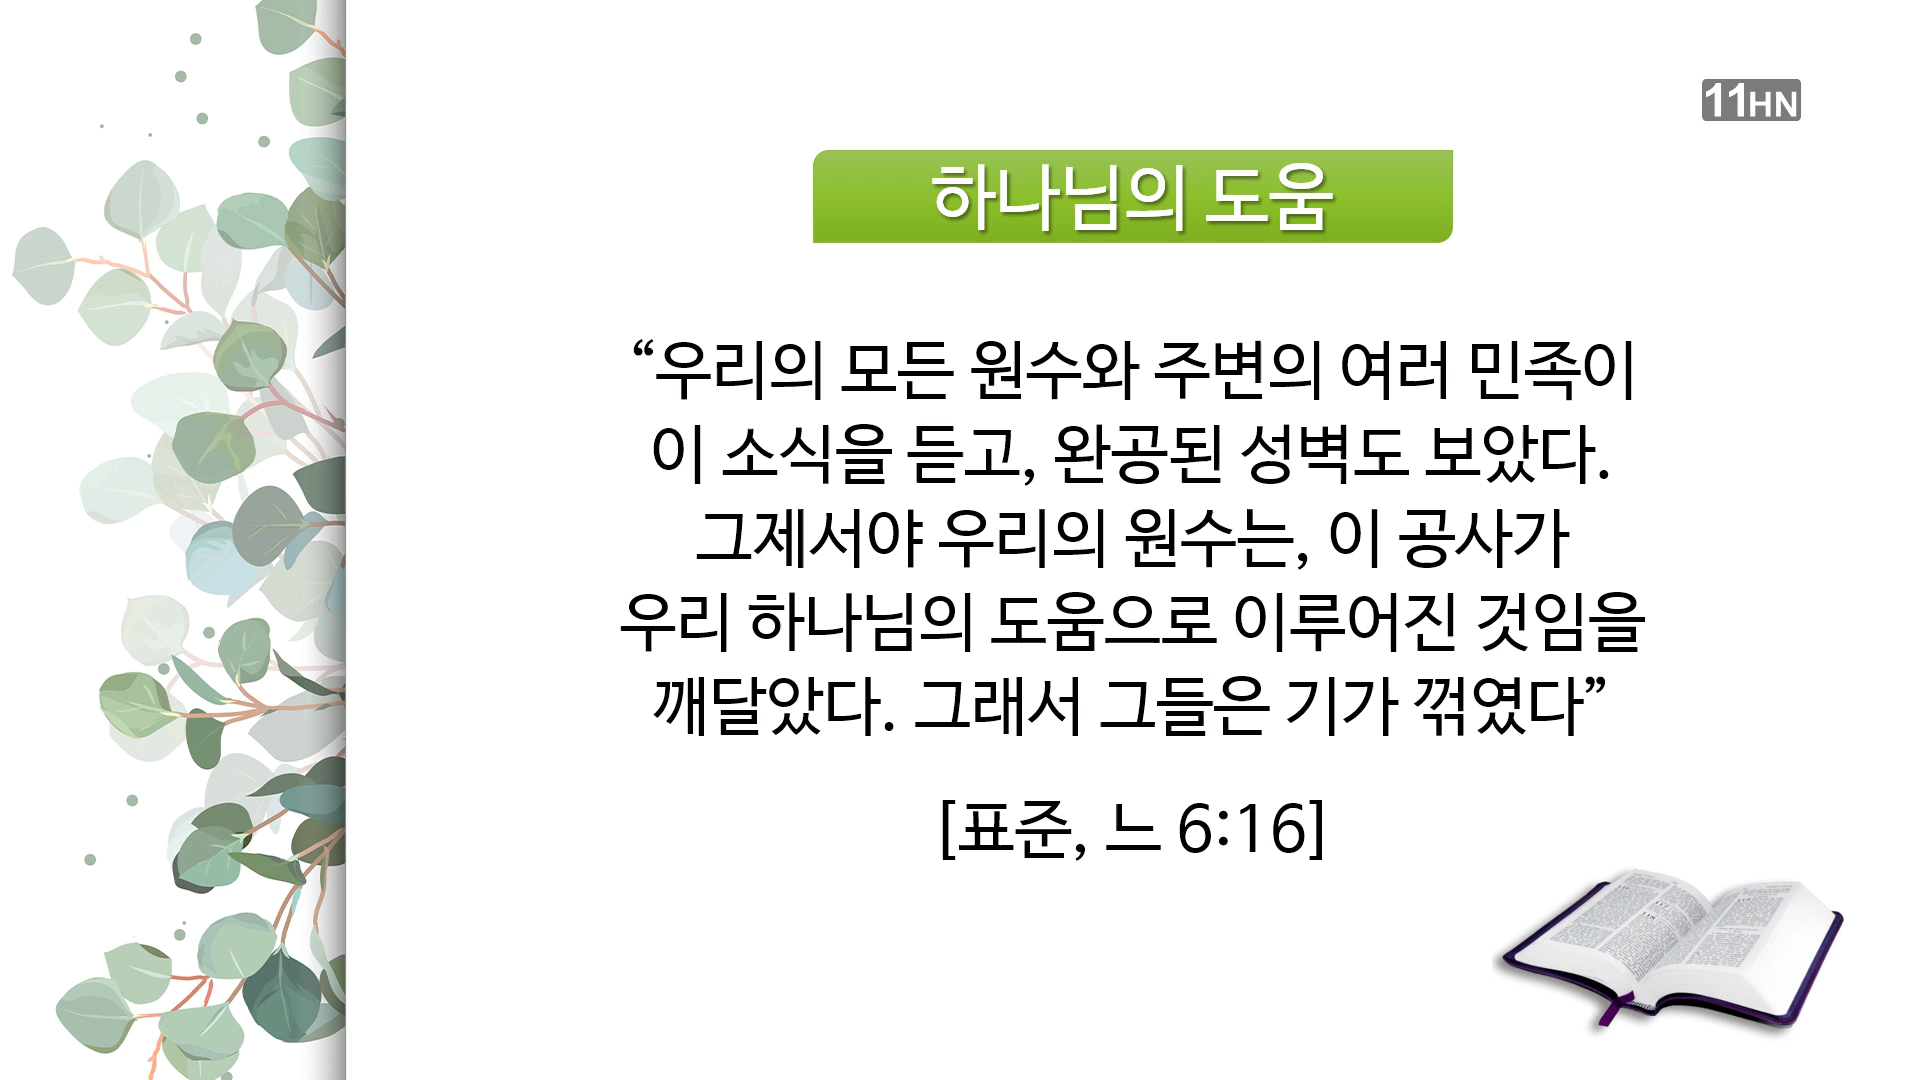 11HN
하나님의 도움
“우리의 모든 원수와 주변의 여러 민족이
이 소식을 듣고, 완공된 성벽도 보았다.
그제서야 우리의 원수는, 이 공사가
우리 하나님의 도움으로 이루어진 것임을
깨달았다. 그래서 그들은 기가 꺾였다”
[표준, 느 6:16]